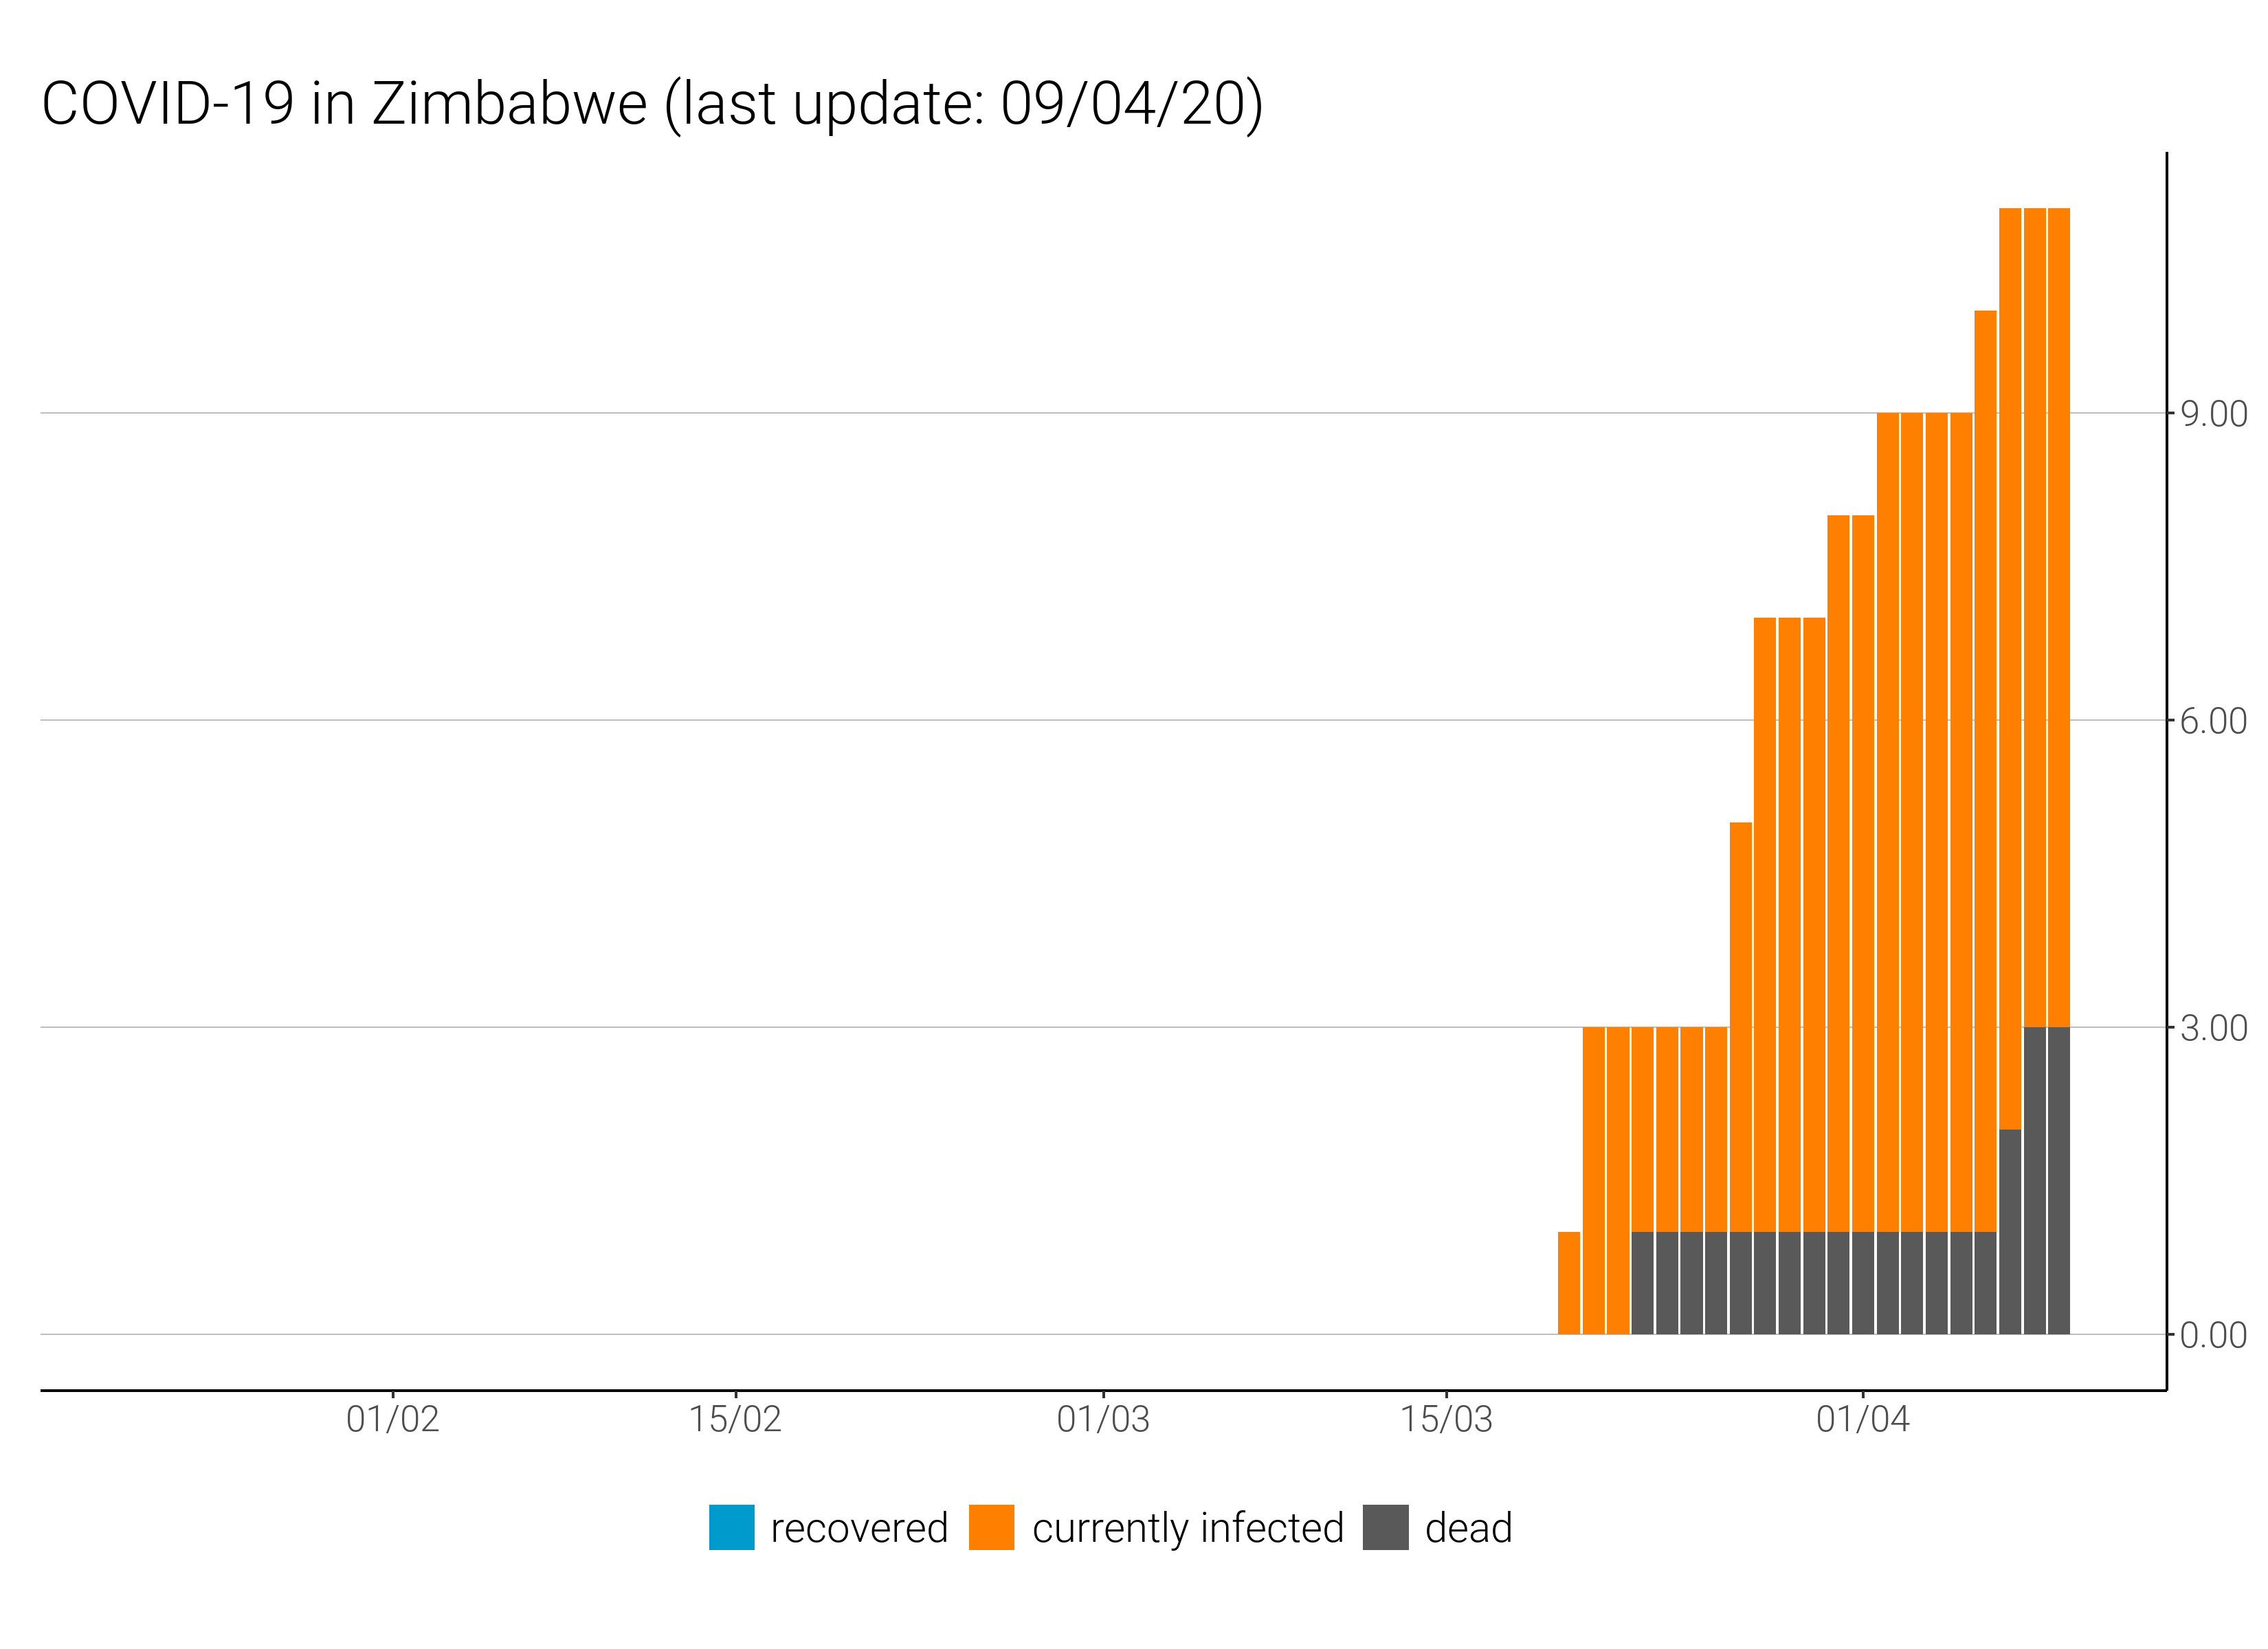 COVID-19 in Zimbabwe (last update: 09/04/20)
9.00
6.00
3.00
0.00
01/02 15/02 01/03 15/03 01/04
recovered currently infected dead